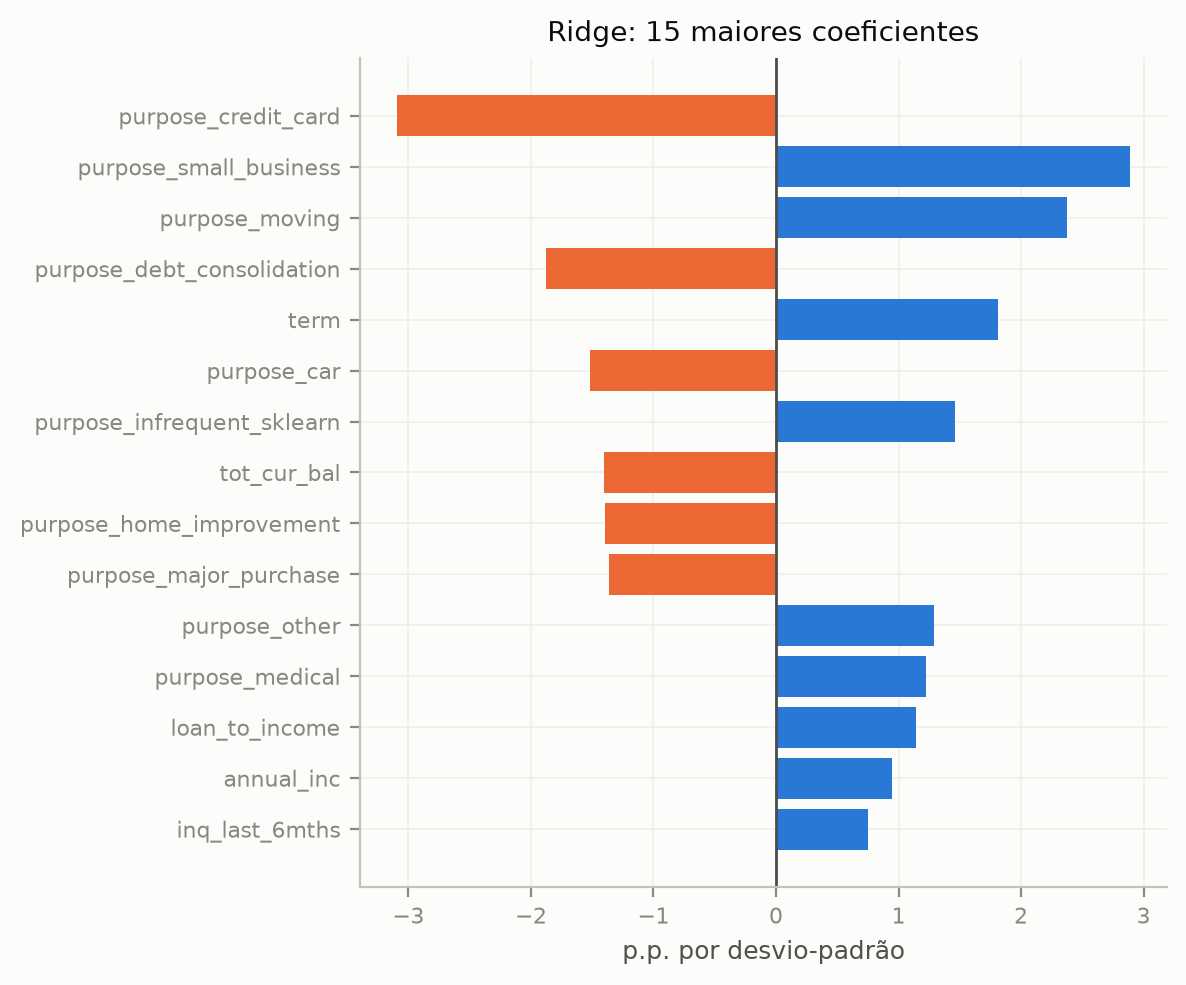 Ridge: 15 maiores coeficientes
purpose_credit_card
purpose_small_business
purpose_moving
purpose_debt_consolidation
term
purpose_car
purpose_infrequent_sklearn
tot_cur_bal
purpose_home_improvement
purpose_major_purchase
purpose_other
purpose_medical
loan_to_income
annual_inc
inq_last_6mths
−3 −2 −1 0 1 2 3
p.p. por desvio-padrão